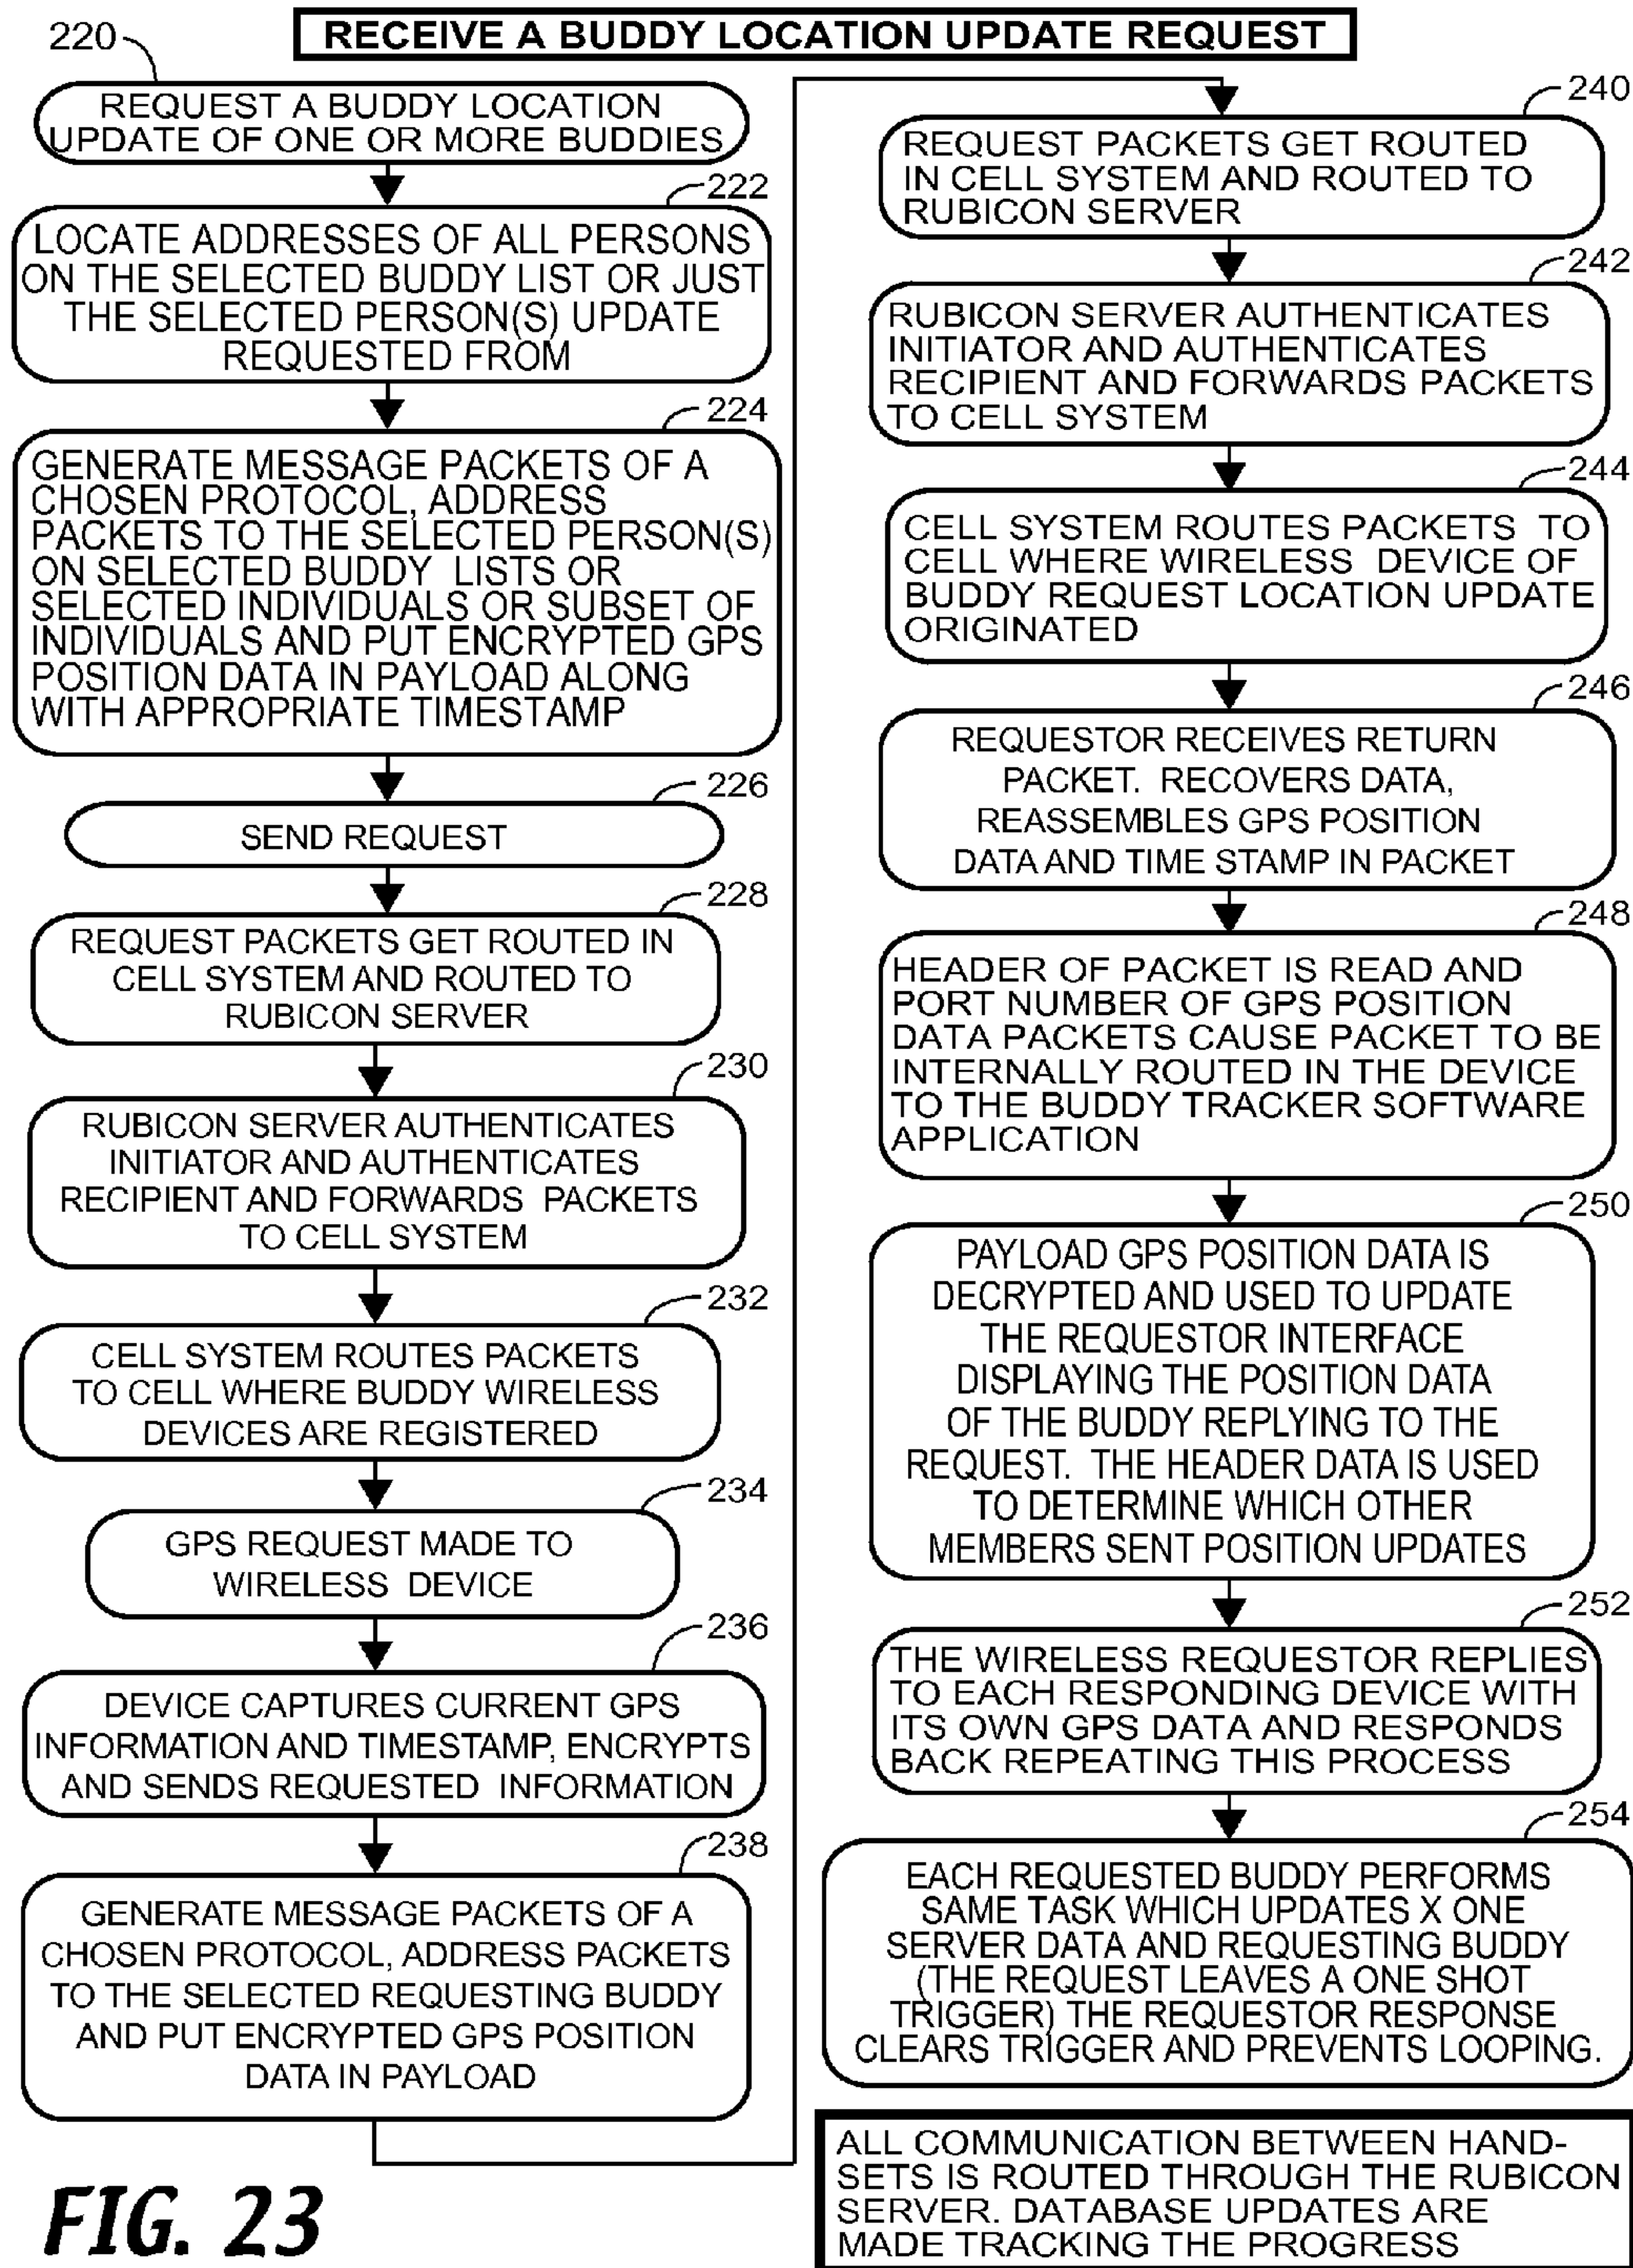 RECEIVE A BUDDY LOCATION UPDATE REQUEST
220
REQUEST A BUDDY LOCATION
UPDATE OF ONE OR MORE BUDDIES
222
LOCATE ADDRESSES OF ALL PERSONS
ON THE SELECTED BUDDY LIST OR JUST
THE SELECTED PERSON(S) UPDATE
REQUESTED FROM
224
GENERATE MESSAGE PACKETS OF A
CHOSEN PROTOCOL, ADDRESS
PACKETS TO THE SELECTED PERSON(S)
ON SELECTED BUDDY LISTS OR
SELECTED INDIVIDUALS OR SUBSET OF
INDIVIDUALS AND PUT ENCRYPTED GPS
POSITION DATA IN PAYLOAD ALONG
WITH APPROPRIATE TIMESTAMP
226
SEND REQUEST
228
REQUEST PACKETS GET ROUTED IN
CELL SYSTEM AND ROUTED TO
RUBICON SERVER
230
RUBICON SERVER AUTHENTICATES
INITIATOR AND AUTHENTICATES
RECIPIENT AND FORWARDS PACKETS
TO CELL SYSTEM
232
CELL SYSTEM ROUTES PACKETS
TO CELL WHERE BUDDY WIRELESS
DEVICES ARE REGISTERED
234
GPS REQUEST MADE TO
WIRELESS DEVICE
236
DEVICE CAPTURES CURRENT GPS
INFORMATION AND TIMESTAMP, ENCRYPTS
AND SENDS REQUESTED INFORMATION
238
GENERATE MESSAGE PACKETS OF A
CHOSEN PROTOCOL, ADDRESS PACKETS
TO THE SELECTED REQUESTING BUDDY
AND PUT ENCRYPTED GPS POSITION
DATA IN PAYLOAD
240
REQUEST PACKETS GET ROUTED
IN CELL SYSTEM AND ROUTED TO
RUBICON SERVER
242
RUBICON SERVER AUTHENTICATES
INITIATOR AND AUTHENTICATES
RECIPIENT AND FORWARDS PACKETS
TO CELL SYSTEM
244
CELL SYSTEM ROUTES PACKETS TO
CELL WHERE WIRELESS DEVICE OF
BUDDY REQUEST LOCATION UPDATE
ORIGINATED
246
REQUESTOR RECEIVES RETURN
PACKET. RECOVERS DATA,
REASSEMBLES GPS POSITION
DATA AND TIME STAMP IN PACKET
248
HEADER OF PACKET IS READ AND
PORT NUMBER OF GPS POSITION
DATA PACKETS CAUSE PACKET TO BE
INTERNALLY ROUTED IN THE DEVICE
TO THE BUDDY TRACKER SOFTWARE
APPLICATION
250
PAYLOAD GPS POSITION DATA IS
DECRYPTED AND USED TO UPDATE
THE REQUESTOR INTERFACE
DISPLAYING THE POSITION DATA
OF THE BUDDY REPLYING TO THE
REQUEST. THE HEADER DATA IS USED
TO DETERMINE WHICH OTHER
MEMBERS SENT POSITION UPDATES
252
THE WIRELESS REQUESTOR REPLIES
TO EACH RESPONDING DEVICE WITH
ITS OWN GPS DATA AND RESPONDS
BACK REPEATING THIS PROCESS
254
EACH REQUESTED BUDDY PERFORMS
SAME TASK WHICH UPDATES X ONE
SERVER DATA AND REQUESTING BUDDY
(THE REQUEST LEAVES A ONE SHOT
TRIGGER) THE REQUESTOR RESPONSE
CLEARS TRIGGER AND PREVENTS LOOPING.
ALL COMMUNICATION BETWEEN HAND-
SETS IS ROUTED THROUGH THE RUBICON
SERVER. DATABASE UPDATES ARE
MADE TRACKING THE PROGRESS
FIG. 23